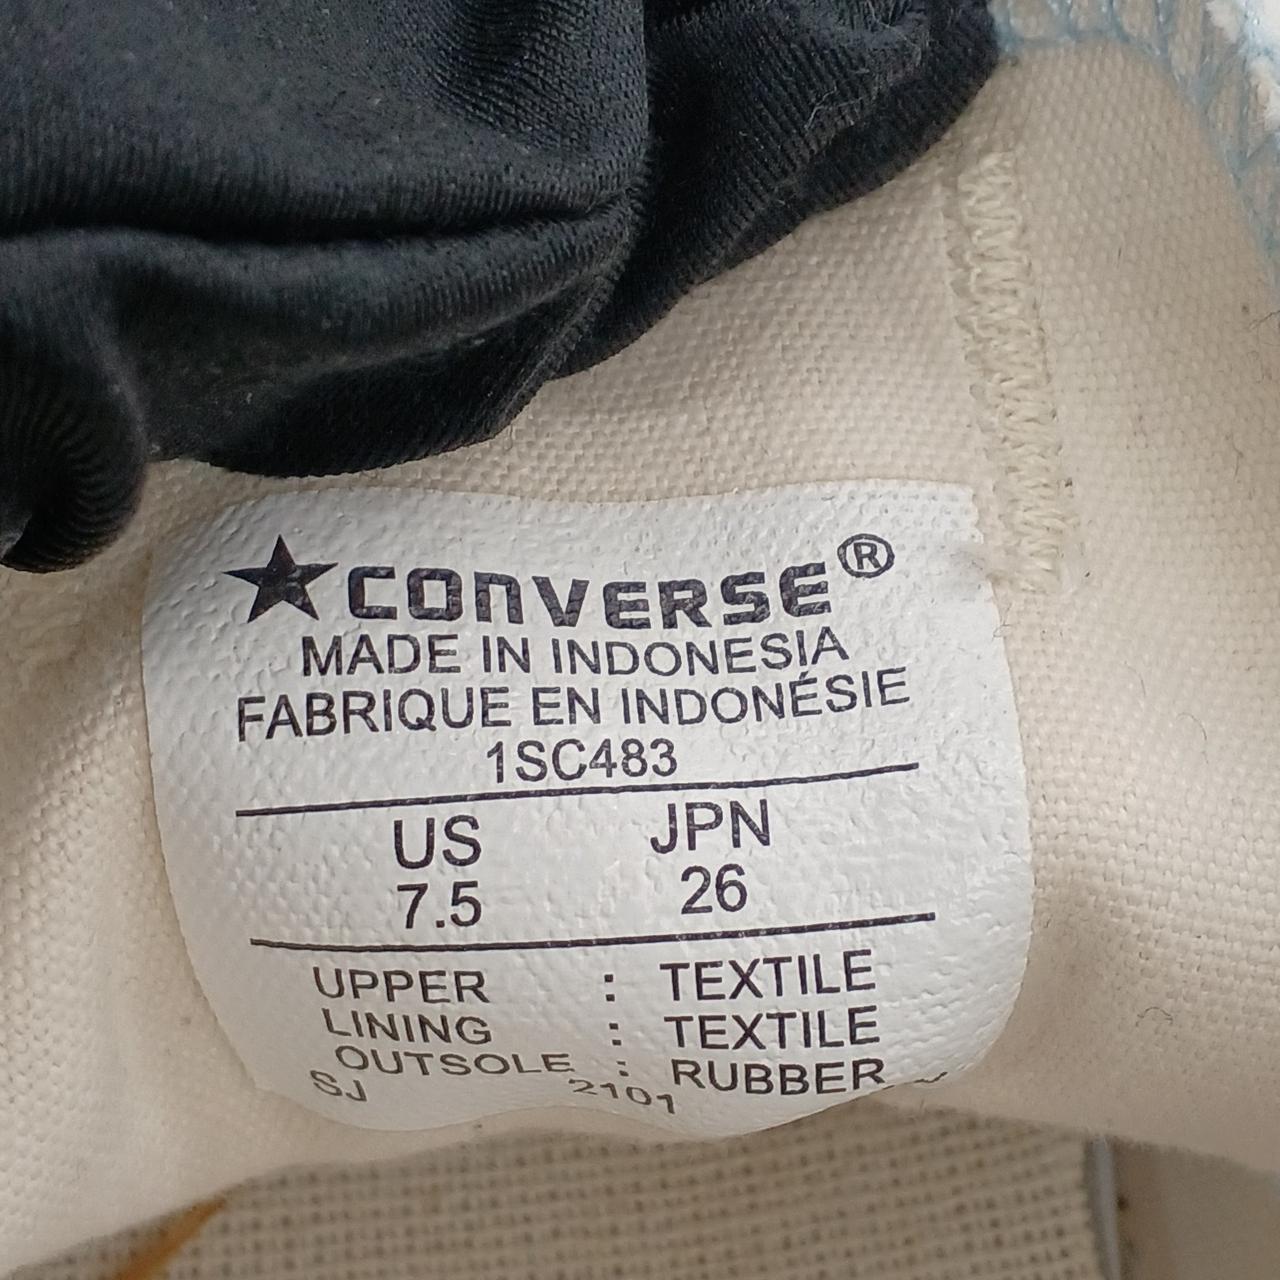 ★CONVERSE®
MADE IN INDONESIA
FABRIQUE EN INDONÉSIE
1SC483
US JPN
7.5 26
UPPER : TEXTILE
LINING : TEXTILE
OUTSOLE : RUBBER
SJ 2101